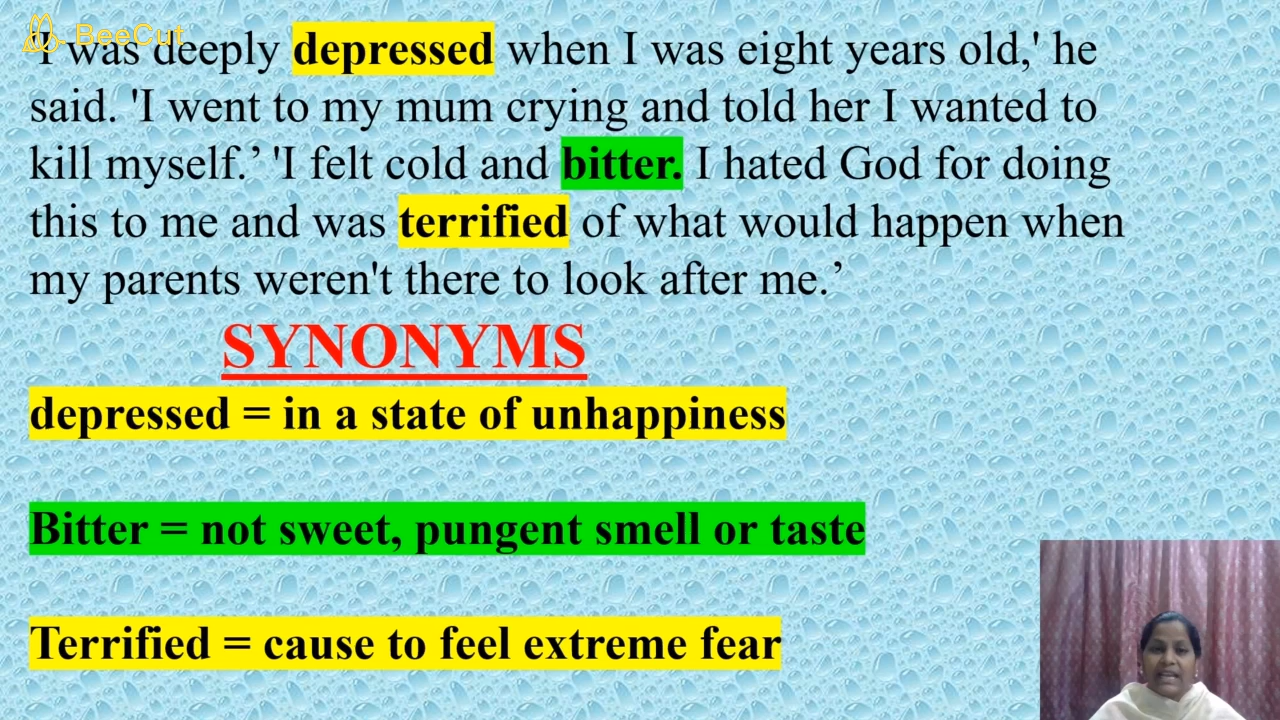 BeeCut
'I was deeply depressed when I was eight years old,' he
said. 'I went to my mum crying and told her I wanted to
kill myself.’ 'I felt cold and bitter. I hated God for doing
this to me and was terrified of what would happen when
my parents weren't there to look after me.’
SYNONYMS
depressed = in a state of unhappiness
Bitter = not sweet, pungent smell or taste
Terrified = cause to feel extreme fear